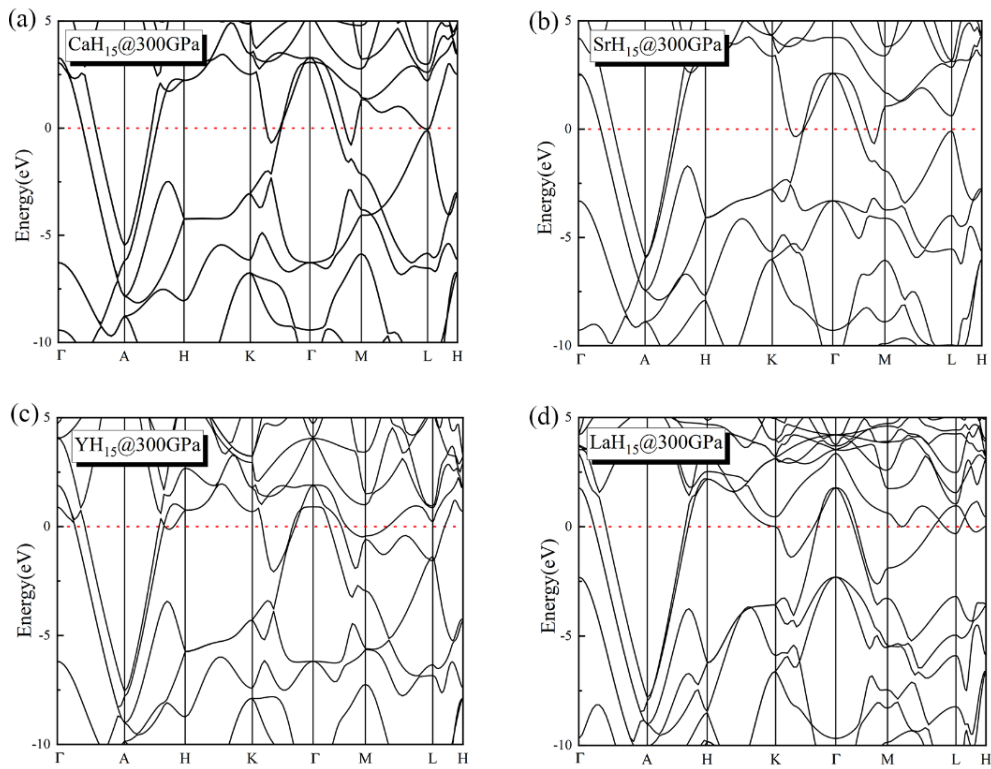 (a)
CaH₁₅@300GPa
Energy(eV)
5
0
-5
-10
Γ A H K Γ M L H
(b)
SrH₁₅@300GPa
Energy(eV)
5
0
-5
-10
Γ A H K Γ M L H
(c)
YH₁₅@300GPa
Energy(eV)
5
0
-5
-10
Γ A H K Γ M L H
(d)
LaH₁₅@300GPa
Energy(eV)
5
0
-5
-10
Γ A H K Γ M L H